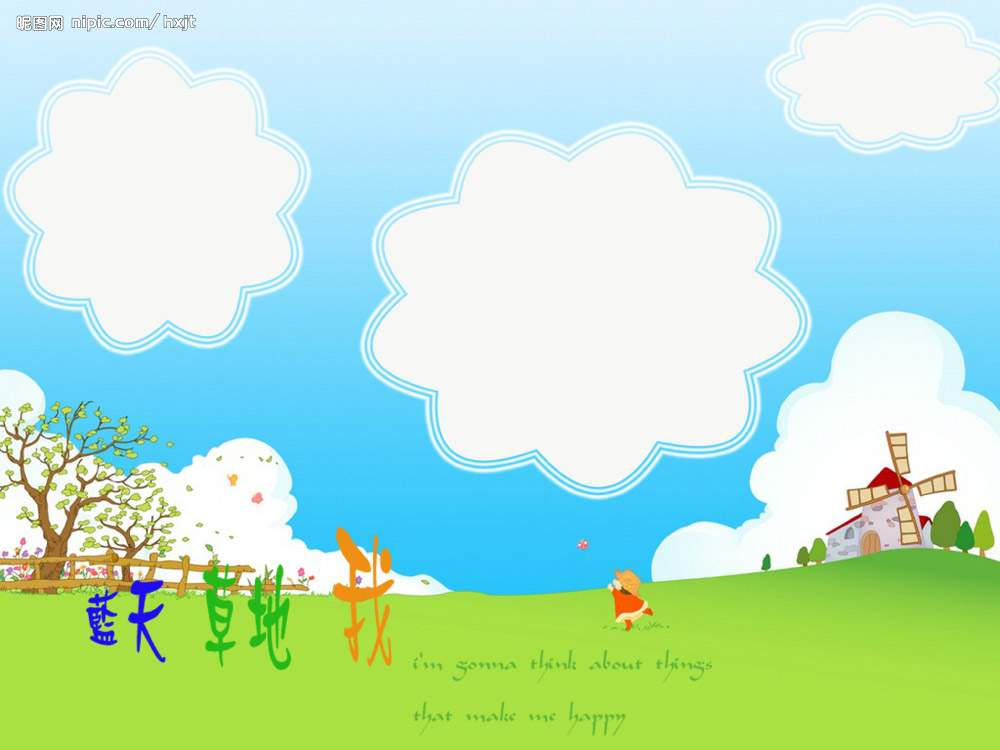 昵图网 nipic.com/hxjt
藍天 草地 我
i'm gonna think about things
that make me happy